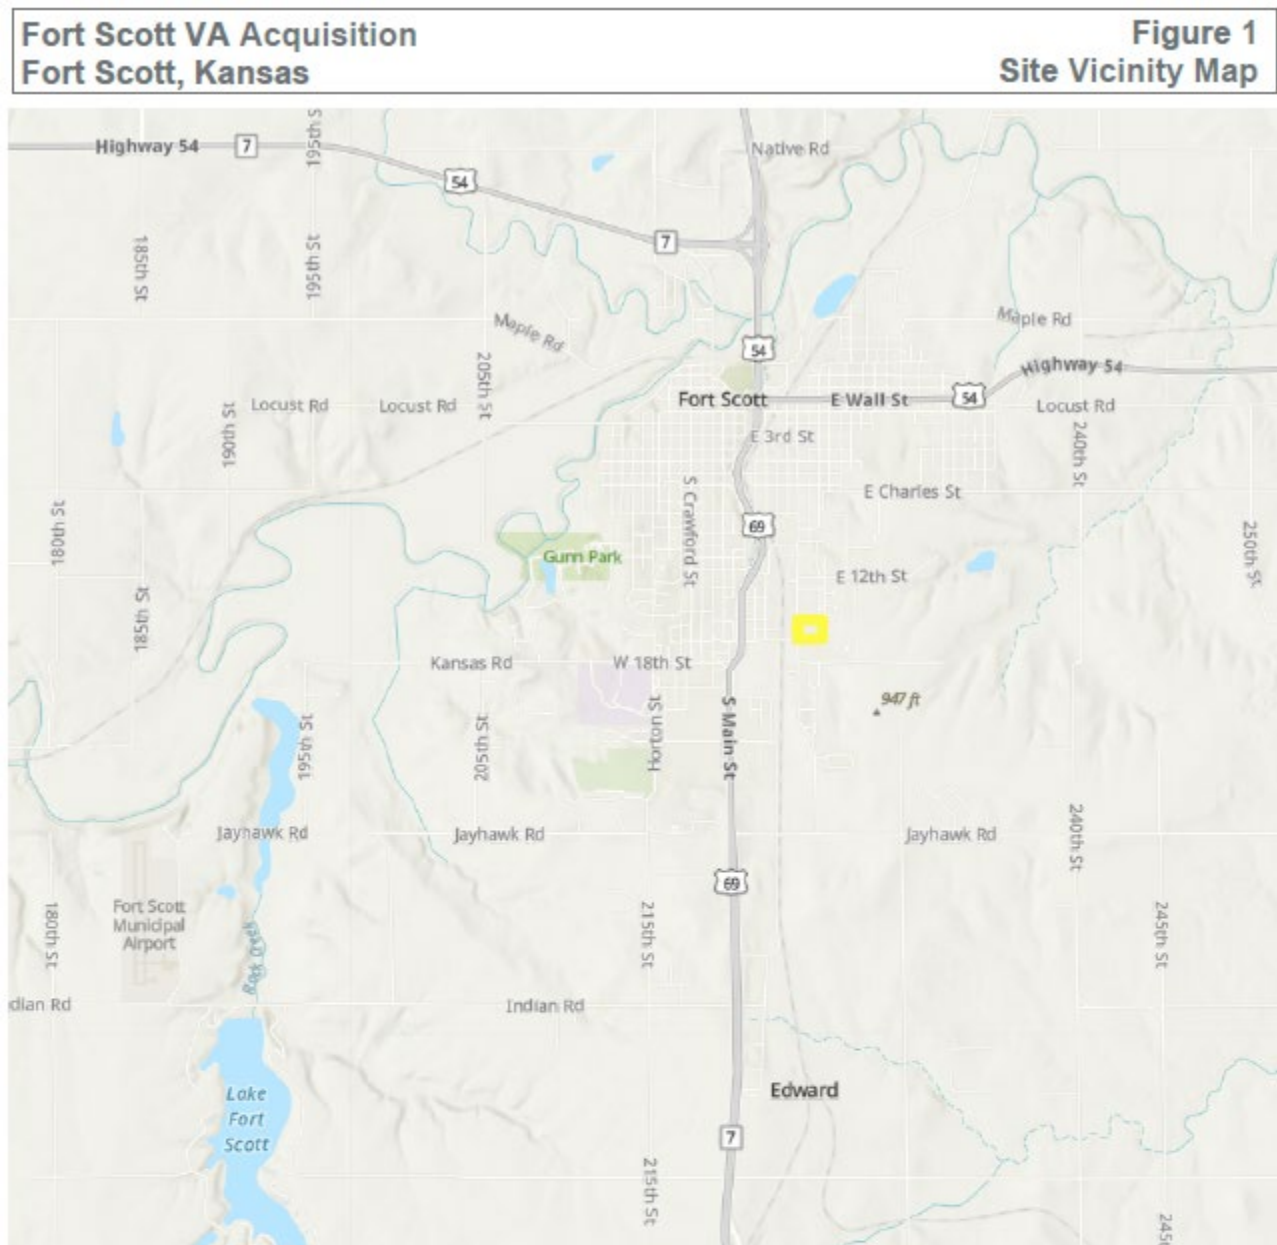 Fort Scott VA Acquisition
Fort Scott, Kansas
Figure 1
Site Vicinity Map
Highway 54
7
195th S
54
Native Rd
7
185th St
195th St
Maple Rd
Maple Rd
54
Highway 54
205th St
Fort Scott
E Wall St
54
Locust Rd
Locust Rd
Locust Rd
190th St
E 3rd St
240th St
S Crawford St
E Charles St
180th St
69
250th St
Gunn Park
E 12th St
185th St
Kansas Rd
W 18th St
947 ft
195th St
205th St
Horton St
S Main St
Jayhawk Rd
Jayhawk Rd
Jayhawk Rd
240th St
69
Fort Scott
Municipal
Airport
180th St
Rock Creek
215th St
245th St
dian Rd
Indian Rd
Edward
Lake
Fort
Scott
7
215th St
245t